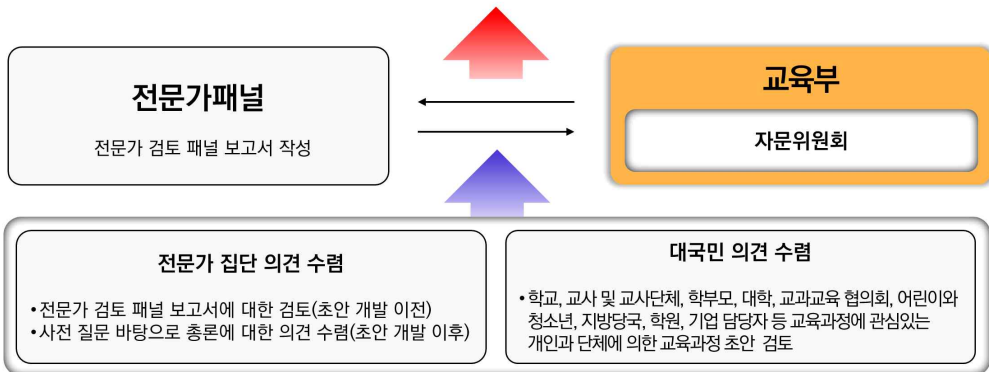 전문가패널
전문가 검토 패널 보고서 작성
교육부
자문위원회
전문가 집단 의견 수렴
•전문가 검토 패널 보고서에 대한 검토(초안 개발 이전)
•사전 질문 바탕으로 총론에 대한 의견 수렴(초안 개발 이후)
대국민 의견 수렴
•학교, 교사 및 교사단체, 학부모, 대학, 교과교육 협의회, 어린이와
청소년, 지방당국, 학원, 기업 담당자 등 교육과정에 관심있는
개인과 단체에 의한 교육과정 초안 검토